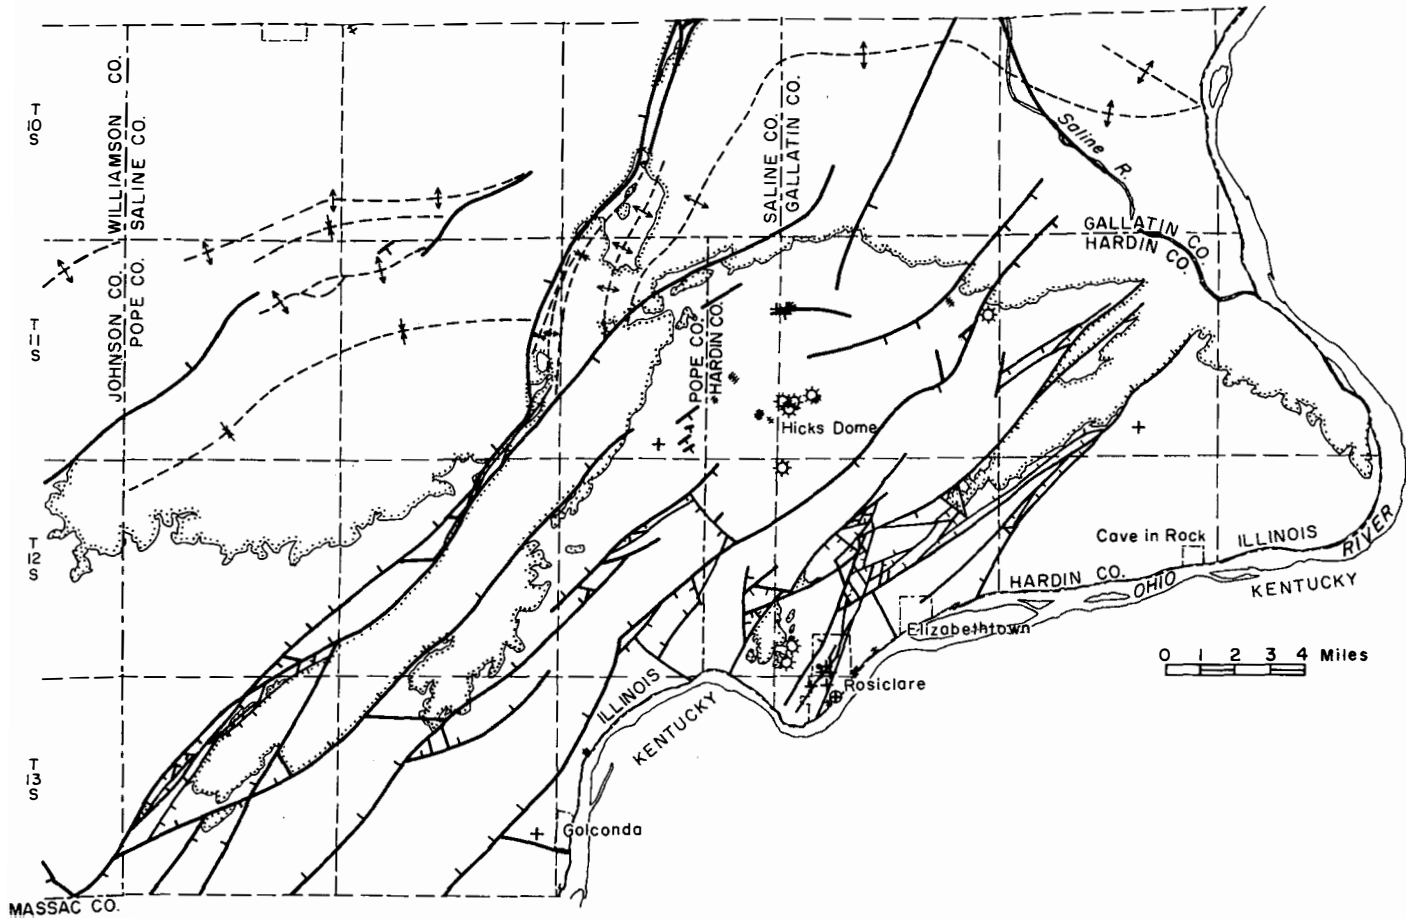 T
10
S
JOHNSON CO. WILLIAMSON CO.
POPE CO. SALINE CO.
SALINE CO.
GALLATIN CO.
Saline R.
GALLATIN CO.
HARDIN CO.
T
11
S
POPE CO.
HARDIN CO.
Hicks Dome
T
12
S
Cave in Rock
ILLINOIS
RIVER
HARDIN CO.
OHIO
KENTUCKY
Elizabethtown
0 1 2 3 4 Miles
Rosiclare
ILLINOIS
KENTUCKY
T
13
S
Golconda
MASSAC CO.